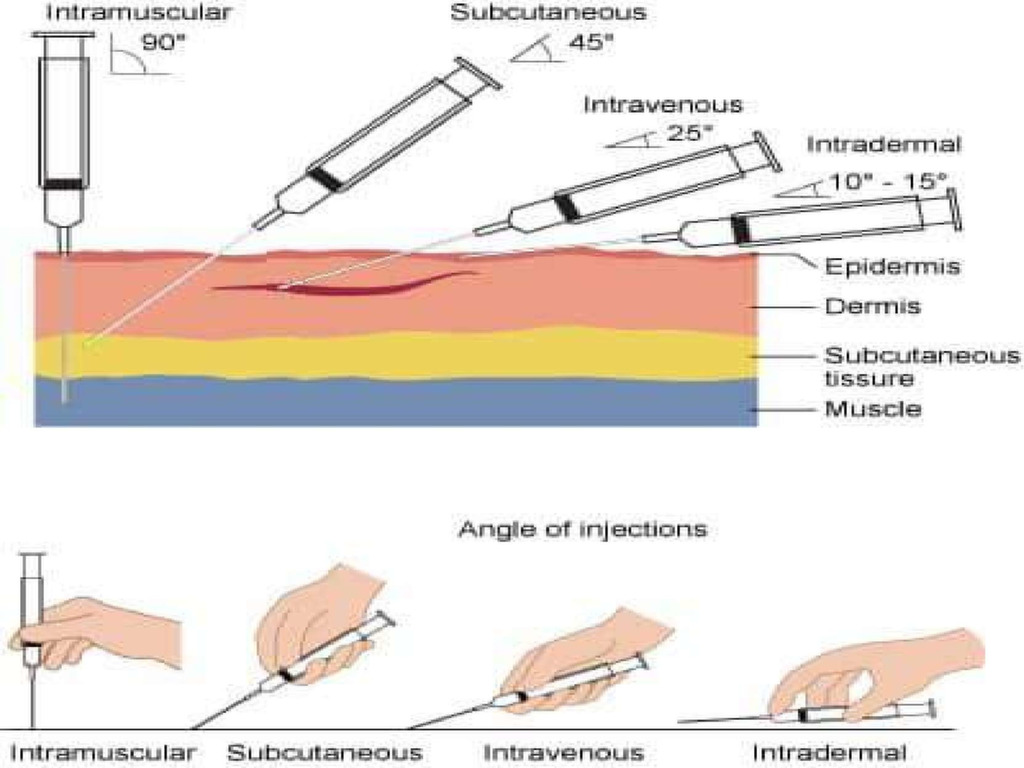 Intramuscular
90°
Subcutaneous
45°
Intravenous
25°
Intradermal
10° - 15°
Epidermis
Dermis
Subcutaneous
tissure
Muscle
Angle of injections
Intramuscular
Subcutaneous
Intravenous
Intradermal